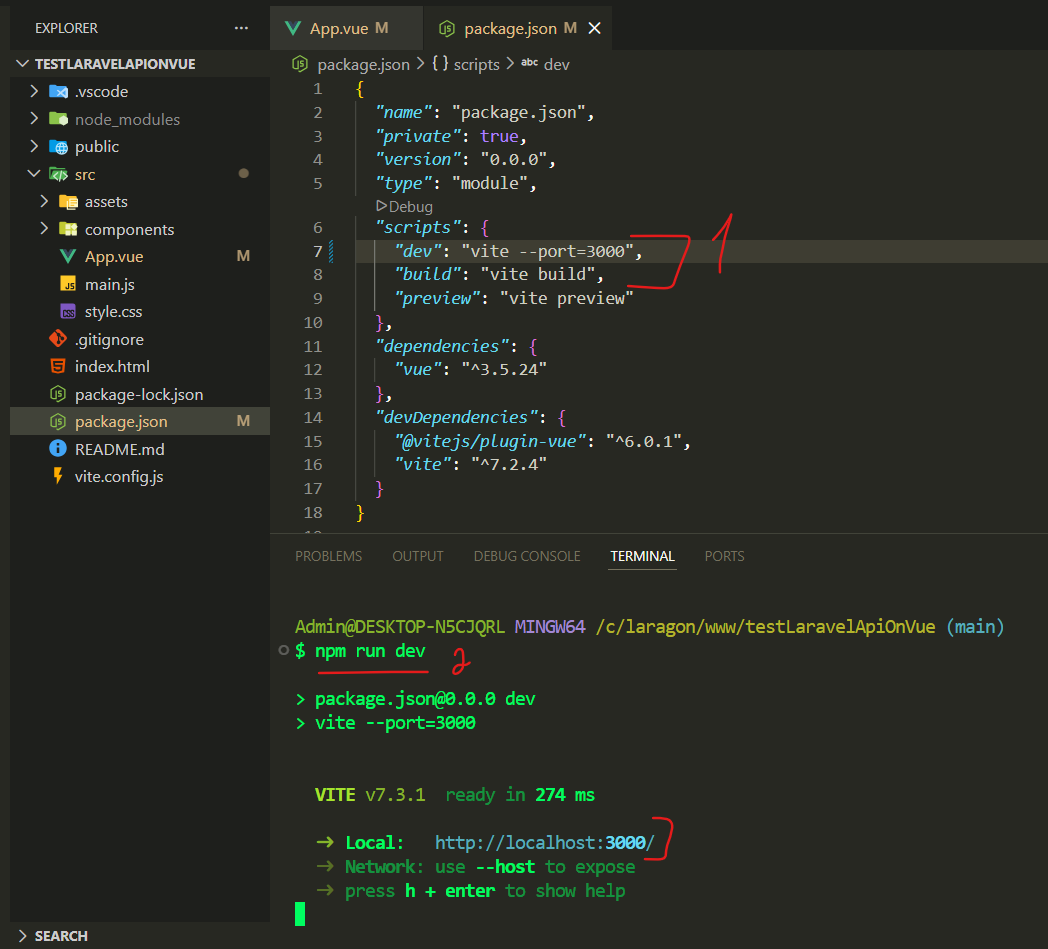 EXPLORER ...
TESTLARAVELAPIONVUE
.vscode
node_modules
public
src
assets
components
App.vue M
main.js
style.css
.gitignore
index.html
package-lock.json
package.json M
README.md
vite.config.js
SEARCH
App.vue M package.json M
package.json > {} scripts > abc dev
1 {
2 "name": "package.json",
3 "private": true,
4 "version": "0.0.0",
5 "type": "module",
Debug
6 "scripts": {
7 "dev": "vite --port=3000", 1
8 "build": "vite build",
9 "preview": "vite preview"
10 },
11 "dependencies": {
12 "vue": "^3.5.24"
13 },
14 "devDependencies": {
15 "@vitejs/plugin-vue": "^6.0.1",
16 "vite": "^7.2.4"
17 }
18 }
PROBLEMS OUTPUT DEBUG CONSOLE TERMINAL PORTS
Admin@DESKTOP-N5CJQRL MINGW64 /c/laragon/www/testLaravelApiOnVue (main)
$ npm run dev 2
> package.json@0.0.0 dev
> vite --port=3000
VITE v7.3.1 ready in 274 ms
➜ Local: http://localhost:3000/
➜ Network: use --host to expose
➜ press h + enter to show help